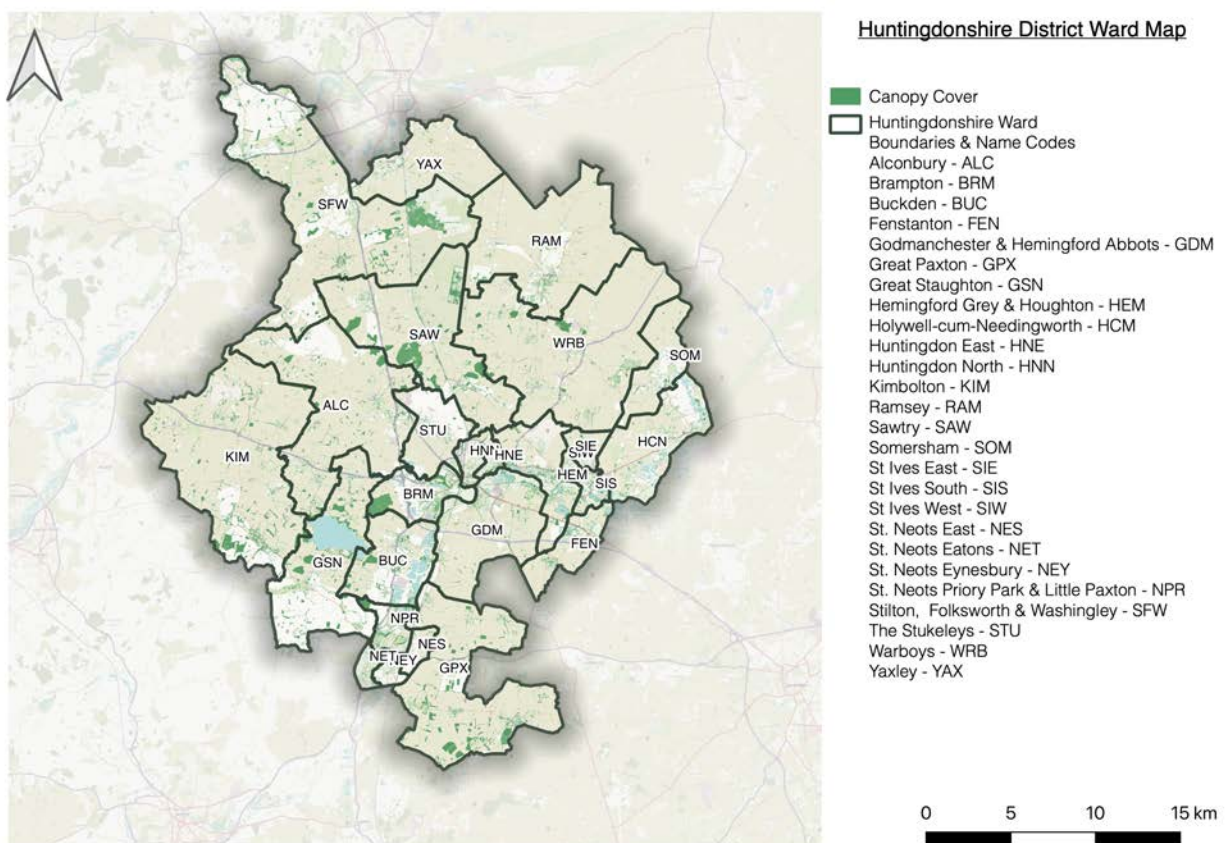 Huntingdonshire District Ward Map
Canopy Cover
Huntingdonshire Ward
Boundaries & Name Codes
Alconbury - ALC
Brampton - BRM
Buckden - BUC
Fenstanton - FEN
Godmanchester & Hemingford Abbots - GDM
Great Paxton - GPX
Great Staughton - GSN
Hemingford Grey & Houghton - HEM
Holywell-cum-Needingworth - HCM
Huntingdon East - HNE
Huntingdon North - HNN
Kimbolton - KIM
Ramsey - RAM
Sawtry - SAW
Somersham - SOM
St Ives East - SIE
St Ives South - SIS
St Ives West - SIW
St. Neots East - NES
St. Neots Eatons - NET
St. Neots Eynesbury - NEY
St. Neots Priory Park & Little Paxton - NPR
Stilton, Folksworth & Washingley - SFW
The Stukeleys - STU
Warboys - WRB
Yaxley - YAX
YAX
SFW
RAM
SAW
WRB
SOM
ALC
STU
SIE
HCN
KIM
HNN
HNE
SIW
HEM
SIS
BRM
GDM
FEN
GSN
BUC
NPR
NES
NET
NEY
GPX
0 5 10 15 km